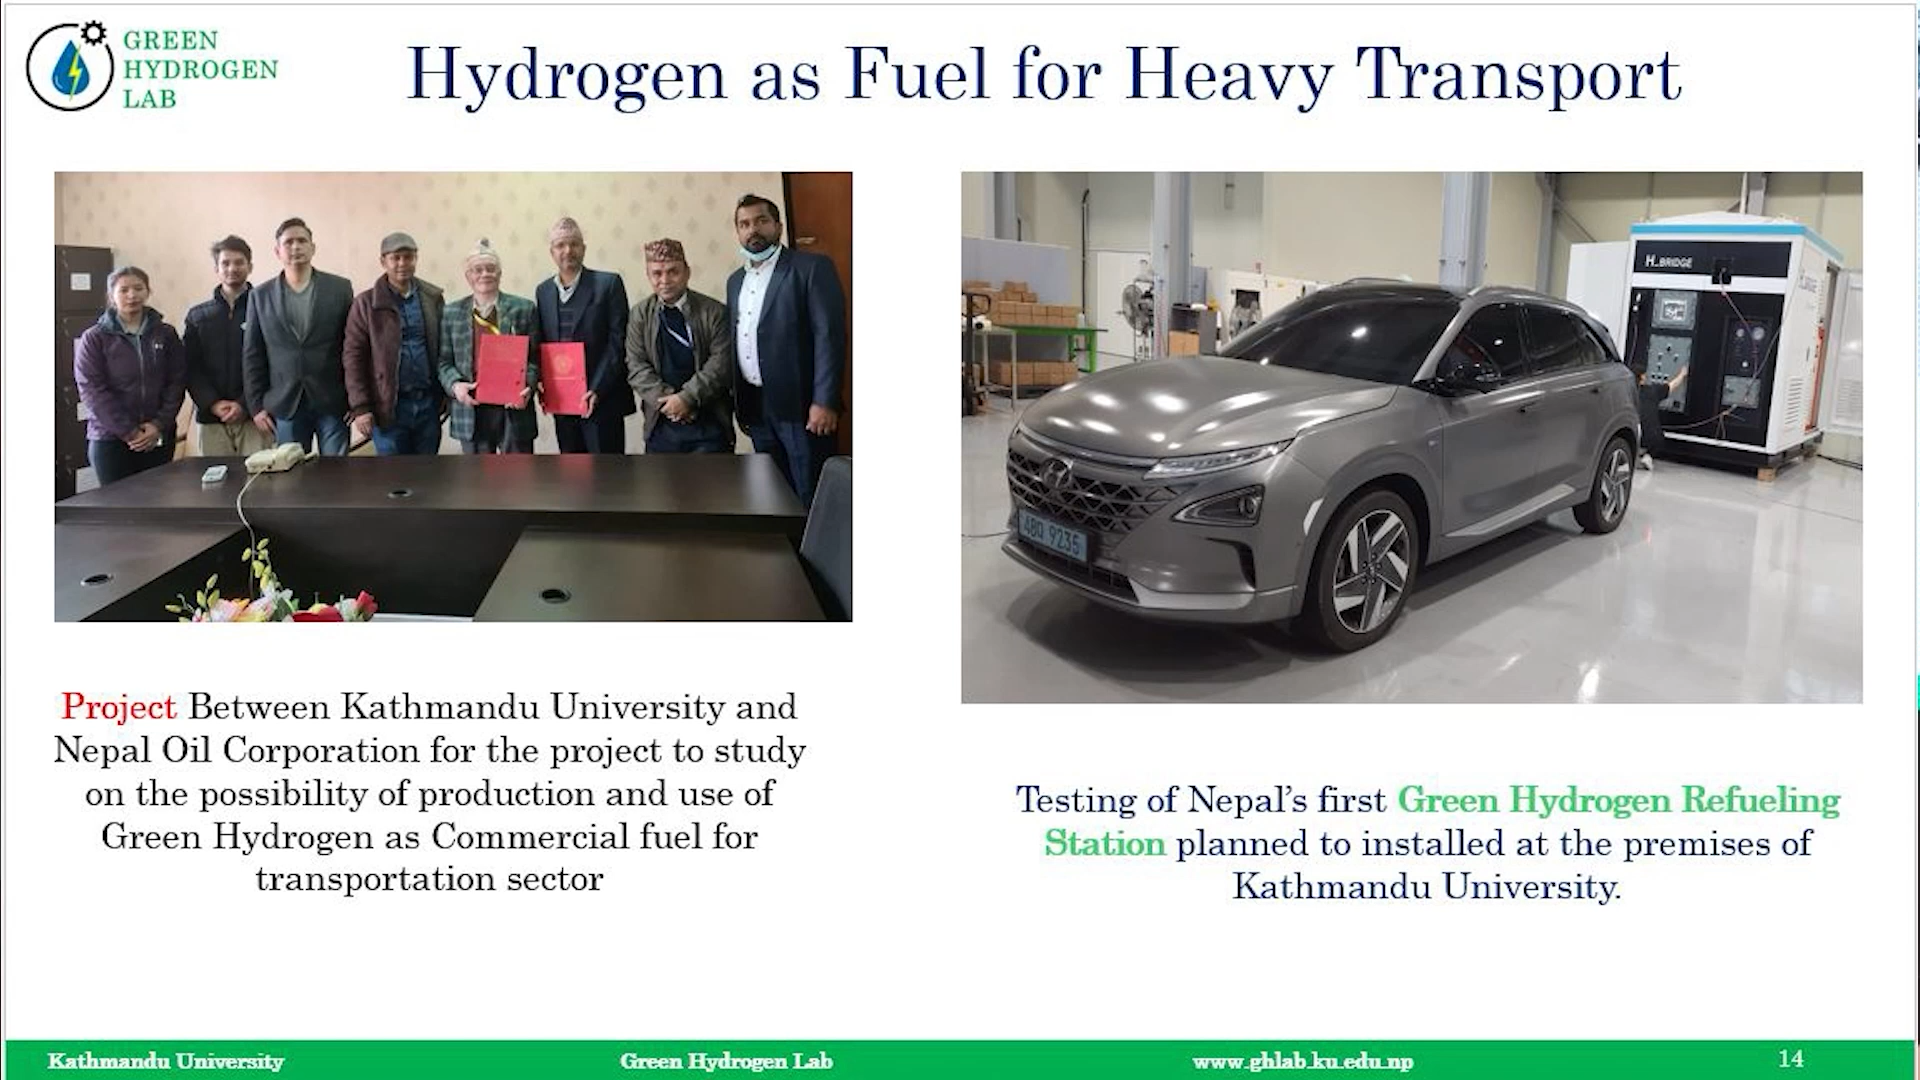 GREEN
HYDROGEN
LAB
Hydrogen as Fuel for Heavy Transport
H_BRIDGE
48Q 9235
Project Between Kathmandu University and
Nepal Oil Corporation for the project to study
on the possibility of production and use of
Green Hydrogen as Commercial fuel for
transportation sector
Testing of Nepal’s first Green Hydrogen Refueling
Station planned to installed at the premises of
Kathmandu University.
Kathmandu University
Green Hydrogen Lab
www.ghlab.ku.edu.np
14